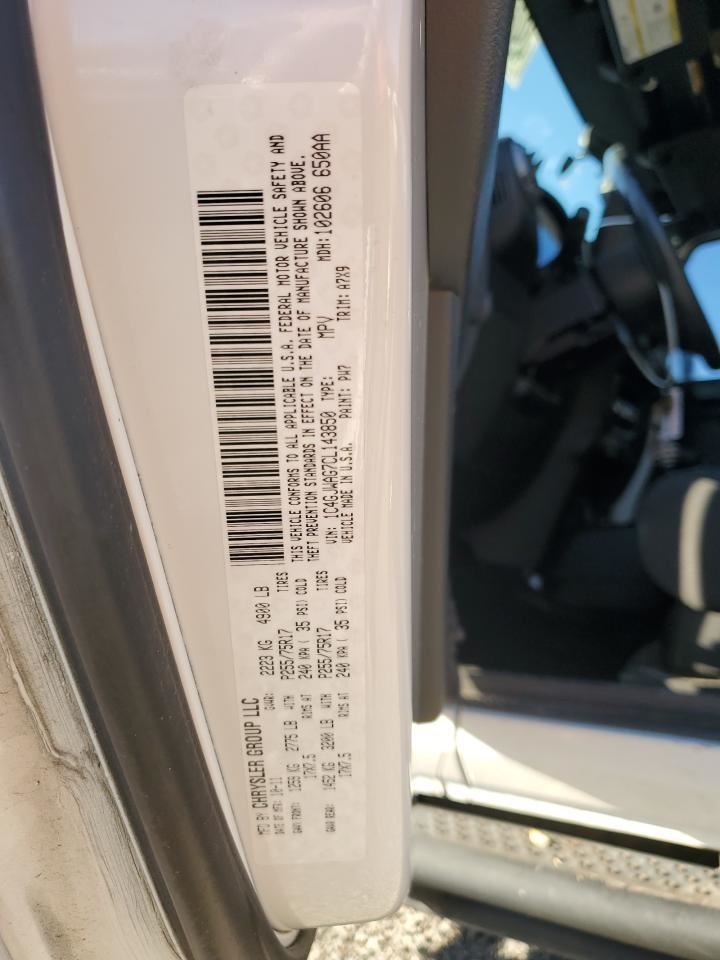 MFD BY CHRYSLER GROUP LLC
DATE OF MFR: 10-11 GVWR: 2223 KG 4900 LB
GAWR FRONT: 1259 KG 2775 LB WITH P255/75R17 TIRES
17X7.5 RIMS AT 240 KPA ( 35 PSI) COLD
GAWR REAR: 1452 KG 3200 LB WITH P255/75R17 TIRES
17X7.5 RIMS AT 240 KPA ( 35 PSI) COLD
THIS VEHICLE CONFORMS TO ALL APPLICABLE U.S.A. FEDERAL MOTOR VEHICLE SAFETY AND
THEFT PREVENTION STANDARDS IN EFFECT ON THE DATE OF MANUFACTURE SHOWN ABOVE.
VIN: 1C4GJWAG7CL143850 TYPE: MPV MDH: 102606 650AA
VEHICLE MADE IN U.S.A. PAINT: PW7 TRIM: A7X9